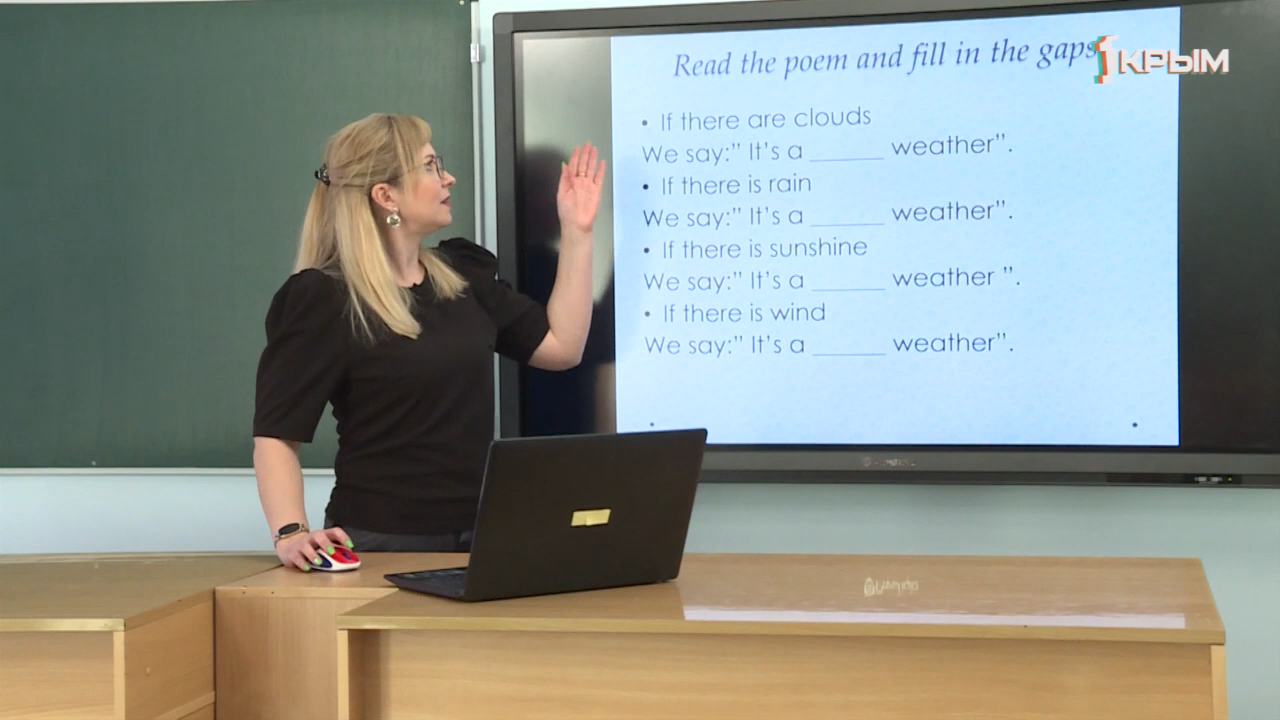 Read the poem and fill in the gaps
1 КРЫМ
• If there are clouds
We say:” It’s a ______ weather”.
• If there is rain
We say:” It’s a ______ weather”.
• If there is sunshine
We say:” It’s a ______ weather ”.
• If there is wind
We say:” It’s a ______ weather”.